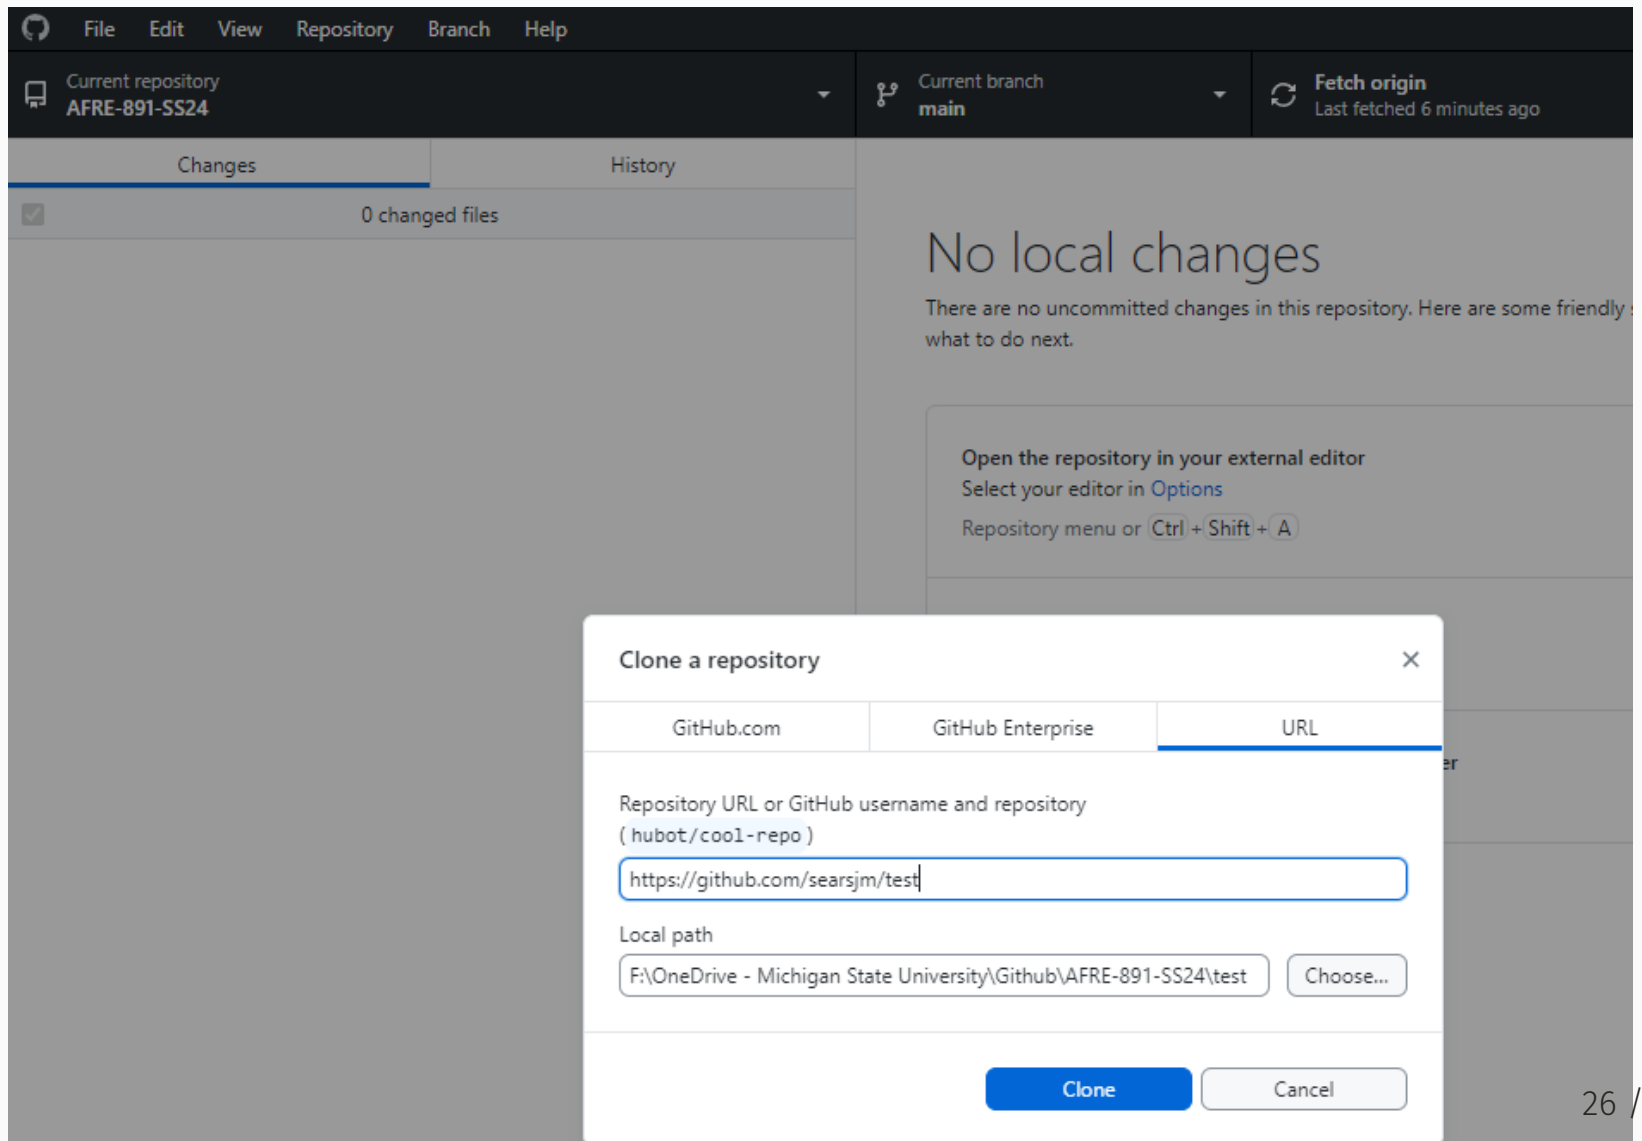 File Edit View Repository Branch Help
Current repository
AFRE-891-SS24
Current branch
main
Fetch origin
Last fetched 6 minutes ago
Changes
History
0 changed files
No local changes
There are no uncommitted changes in this repository. Here are some friendly
what to do next.
Open the repository in your external editor
Select your editor in Options
Repository menu or Ctrl + Shift + A
Clone a repository
GitHub.com
GitHub Enterprise
URL
er
Repository URL or GitHub username and repository
(hubot/cool-repo)
https://github.com/searsjm/test
Local path
F:\OneDrive - Michigan State University\Github\AFRE-891-SS24\test
Choose...
Clone
Cancel
26 /